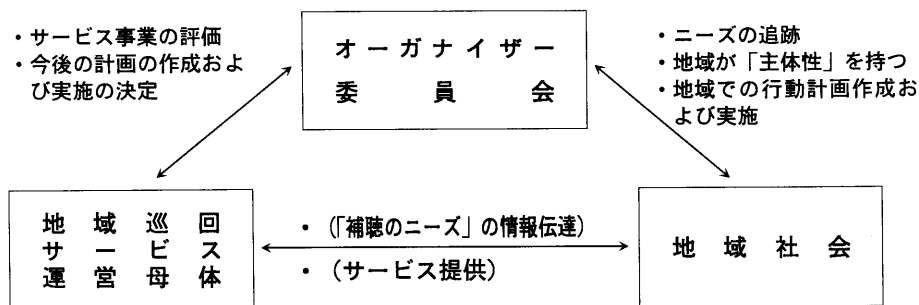 ・サービス事業の評価
・今後の計画の作成およ
び実施の決定
オーガナイザー
委員会
・ニーズの追跡
・地域が「主体性」を持つ
・地域での行動計画作成お
よび実施
地域巡回
サービス
運営母体
・(「補聴のニーズ」の情報伝達)
・(サービス提供)
地域社会